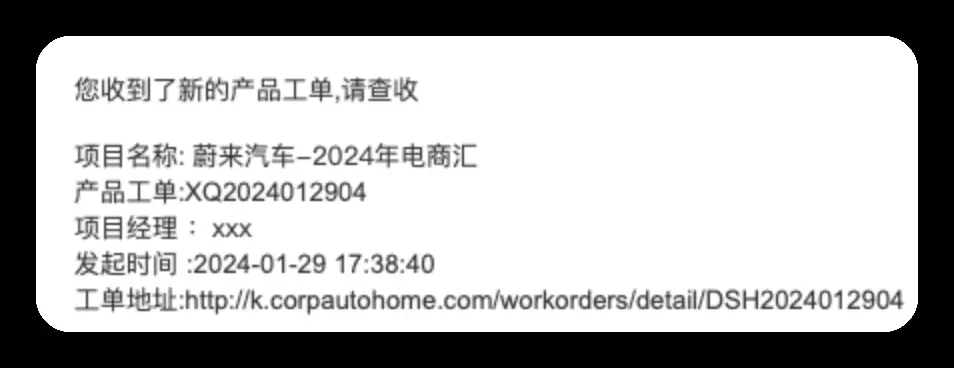 您收到了新的产品工单,请查收
项目名称: 蔚来汽车-2024年电商汇
产品工单:XQ2024012904
项目经理 : xxx
发起时间 :2024-01-29 17:38:40
工单地址:http://k.corpautohome.com/workorders/detail/DSH2024012904